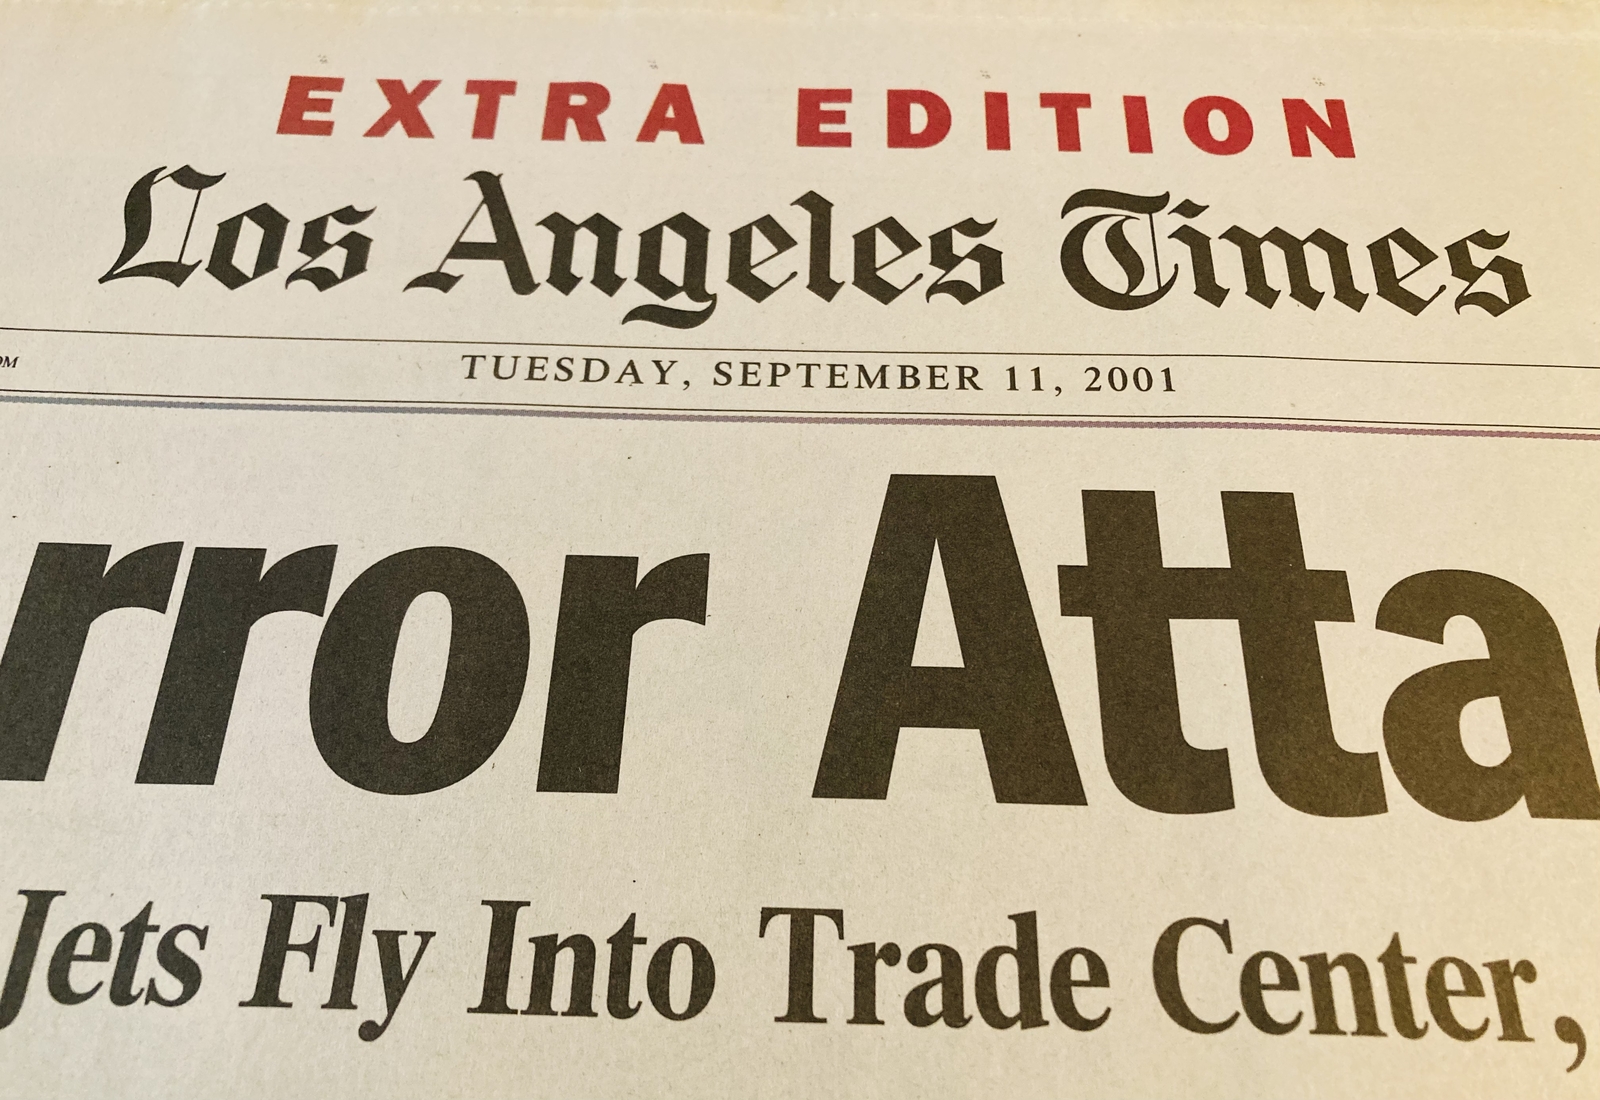 EXTRA EDITION
Los Angeles Times
TUESDAY, SEPTEMBER 11, 2001
rror Atta
Jets Fly Into Trade Center,